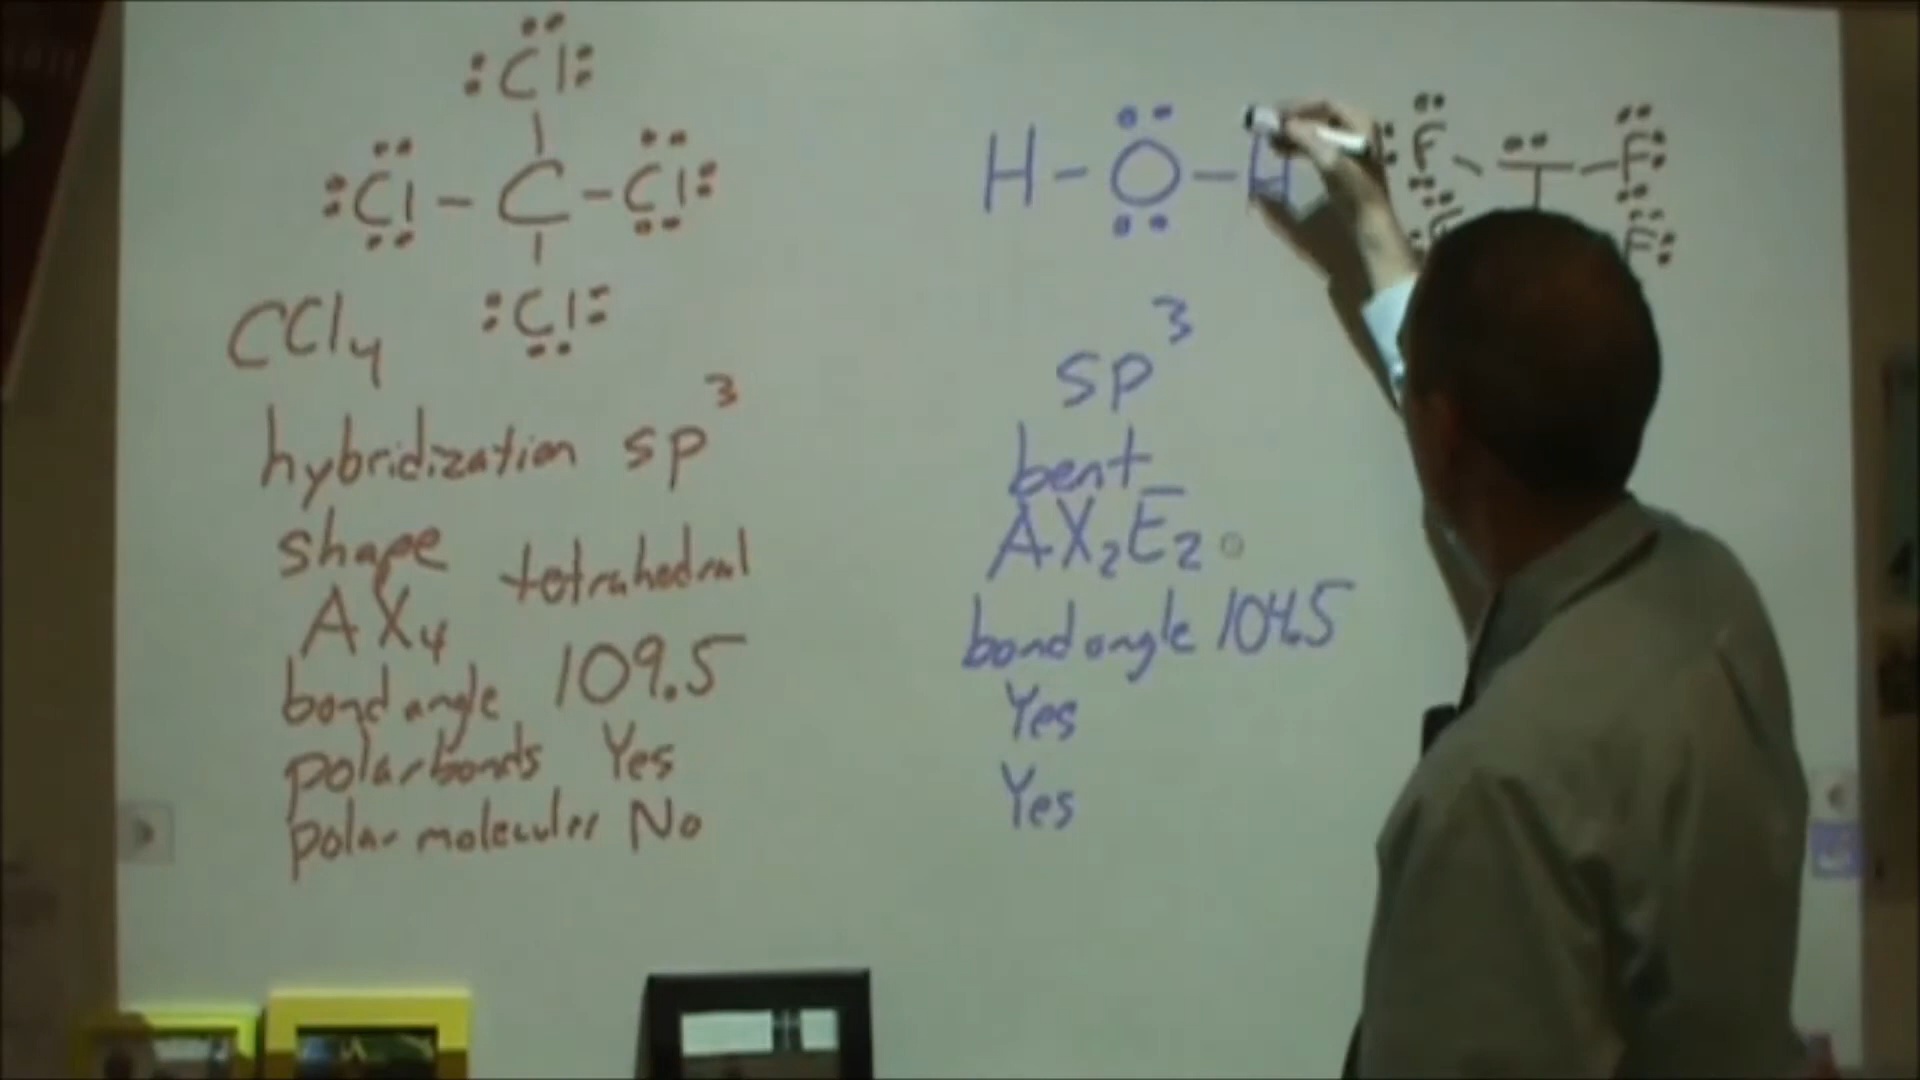 :Cl:
:Cl - C - Cl:
:Cl:
CCl4
hybridization sp3
shape tetrahedral
AX4
bond angle 109.5
polar bonds Yes
polar molecules No
H - O - H
sp3
bent
AX2E2
bond angle 104.5
Yes
Yes
F - I - F
F